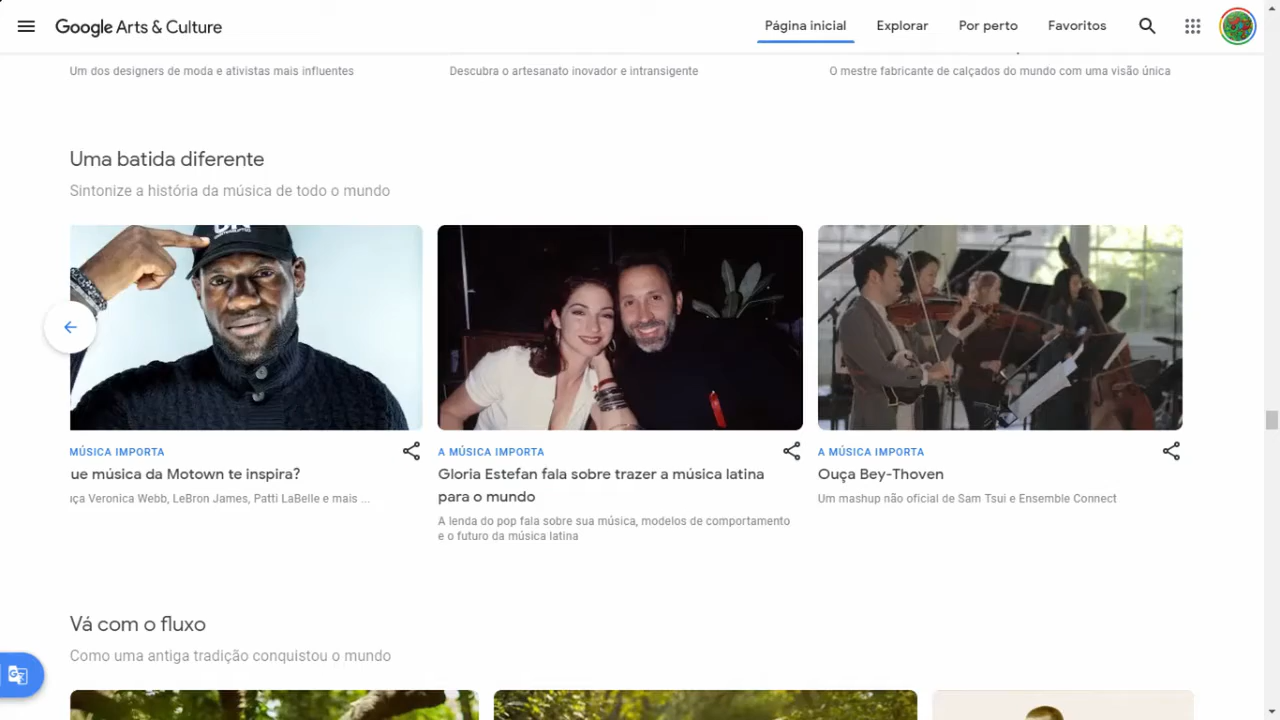 Google Arts & Culture
Página inicial
Explorar
Por perto
Favoritos
Um dos designers de moda e ativistas mais influentes
Descubra o artesanato inovador e intransigente
O mestre fabricante de calçados do mundo com uma visão única
Uma batida diferente
Sintonize a história da música de todo o mundo
MÚSICA IMPORTA
ue música da Motown te inspira?
ıça Veronica Webb, LeBron James, Patti LaBelle e mais ...
A MÚSICA IMPORTA
Gloria Estefan fala sobre trazer a música latina
para o mundo
A lenda do pop fala sobre sua música, modelos de comportamento
e o futuro da música latina
A MÚSICA IMPORTA
Ouça Bey-Thoven
Um mashup não oficial de Sam Tsui e Ensemble Connect
Vá com o fluxo
Como uma antiga tradição conquistou o mundo